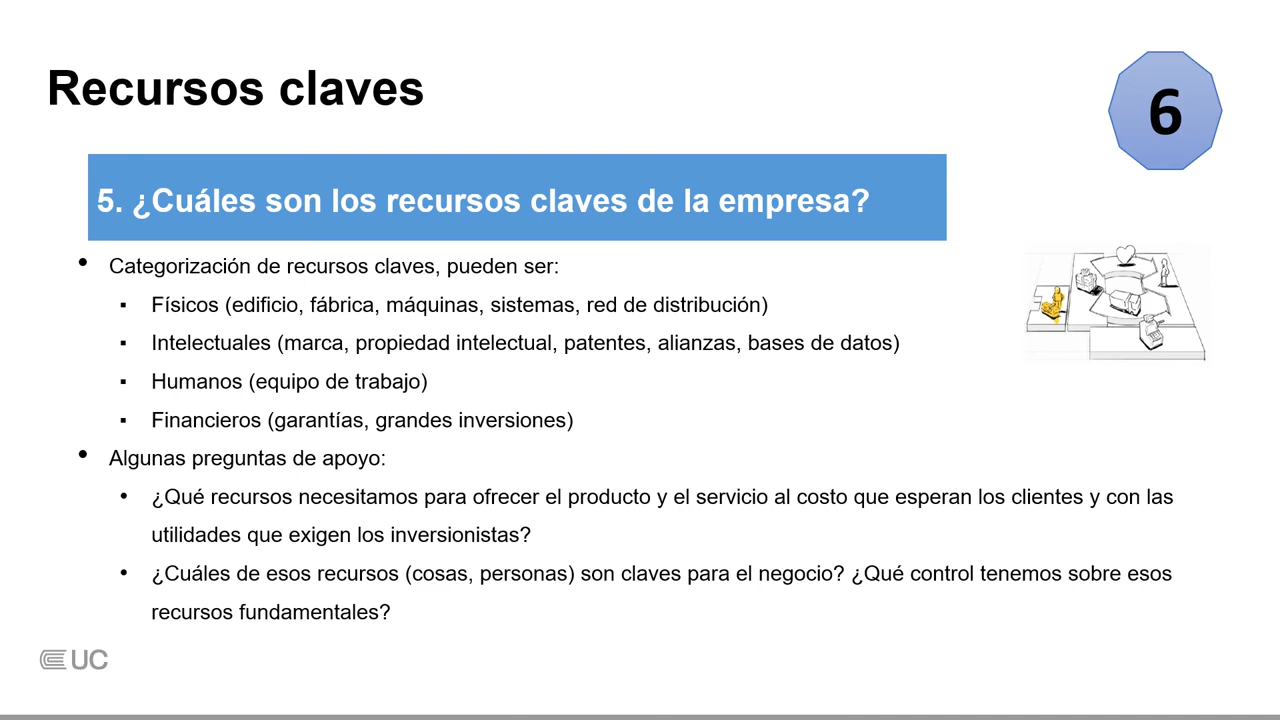 Recursos claves
6
5. ¿Cuáles son los recursos claves de la empresa?
• Categorización de recursos claves, pueden ser:
▪ Físicos (edificio, fábrica, máquinas, sistemas, red de distribución)
▪ Intelectuales (marca, propiedad intelectual, patentes, alianzas, bases de datos)
▪ Humanos (equipo de trabajo)
▪ Financieros (garantías, grandes inversiones)
• Algunas preguntas de apoyo:
• ¿Qué recursos necesitamos para ofrecer el producto y el servicio al costo que esperan los clientes y con las
utilidades que exigen los inversionistas?
• ¿Cuáles de esos recursos (cosas, personas) son claves para el negocio? ¿Qué control tenemos sobre esos
recursos fundamentales?
UC